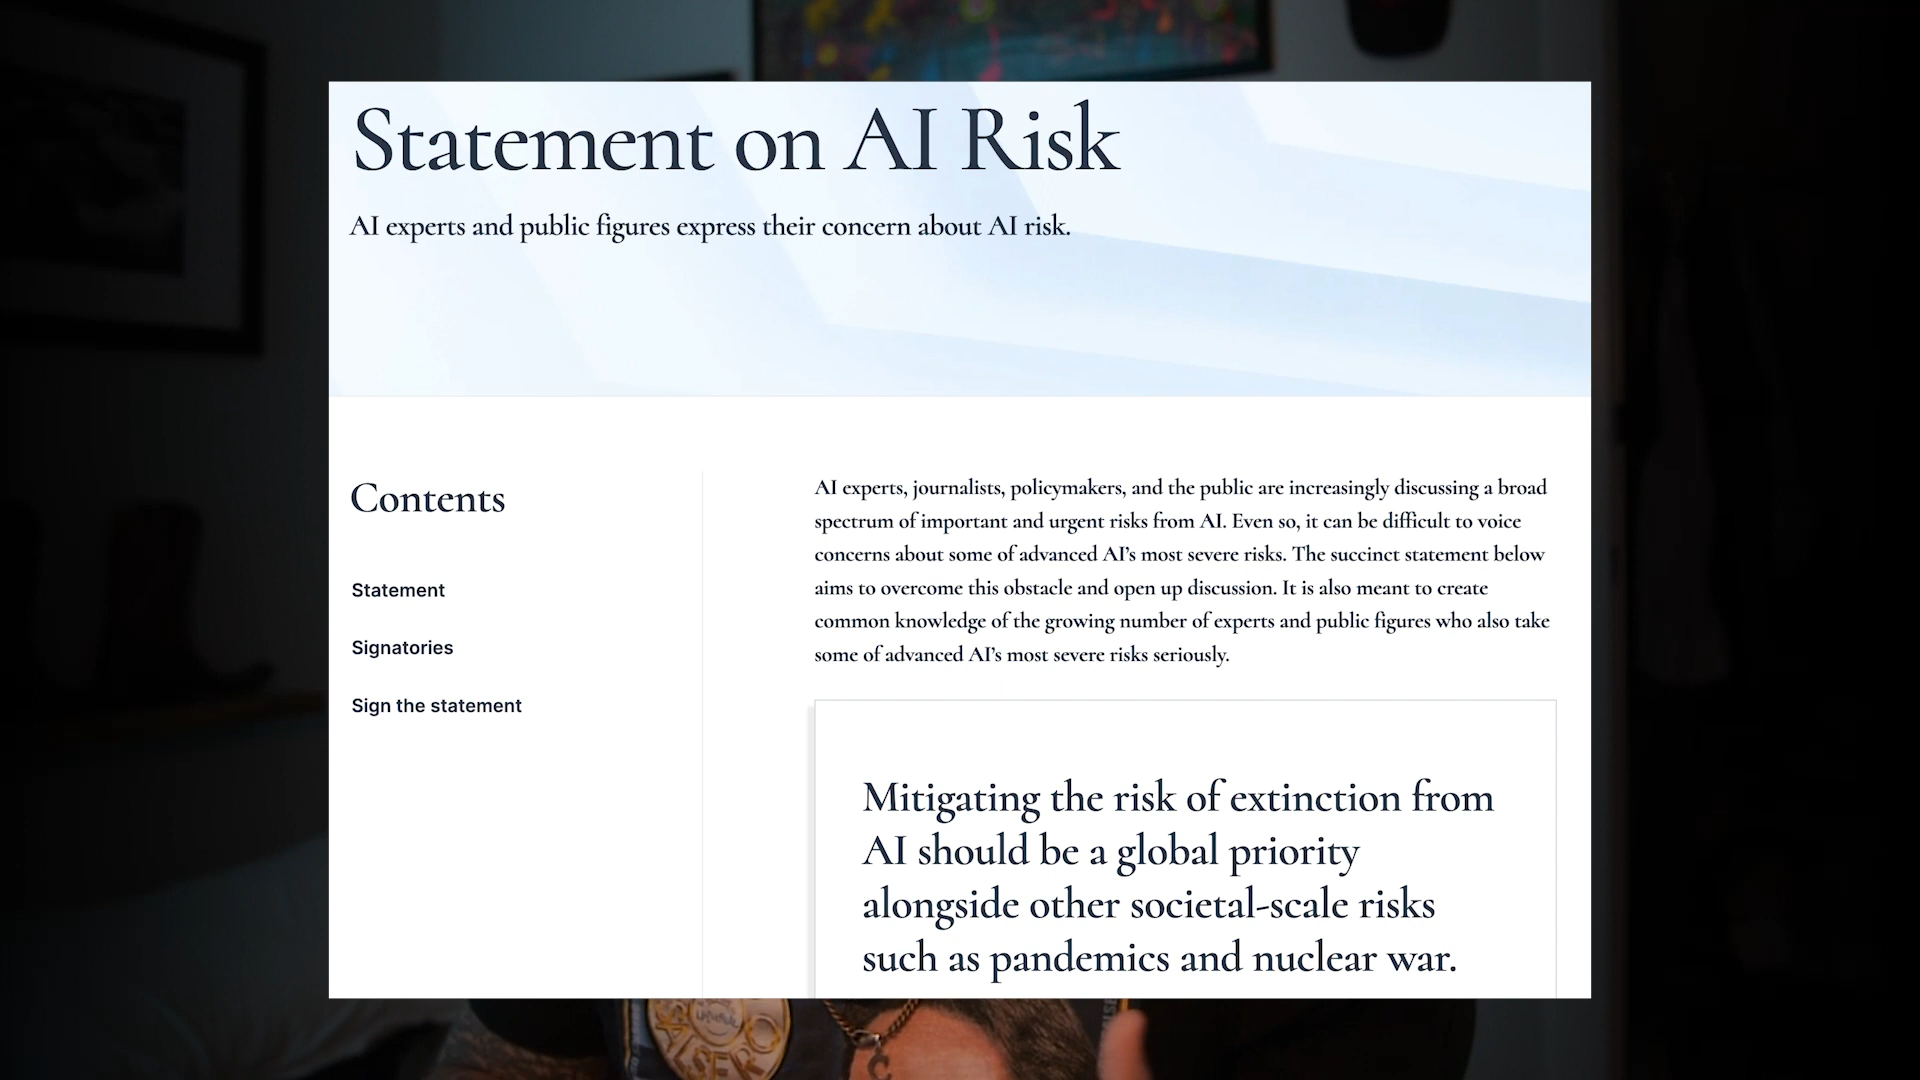 Statement on AI Risk
AI experts and public figures express their concern about AI risk.
Contents
Statement
Signatories
Sign the statement
AI experts, journalists, policymakers, and the public are increasingly discussing a broad
spectrum of important and urgent risks from AI. Even so, it can be difficult to voice
concerns about some of advanced AI’s most severe risks. The succinct statement below
aims to overcome this obstacle and open up discussion. It is also meant to create
common knowledge of the growing number of experts and public figures who also take
some of advanced AI’s most severe risks seriously.
Mitigating the risk of extinction from
AI should be a global priority
alongside other societal-scale risks
such as pandemics and nuclear war.